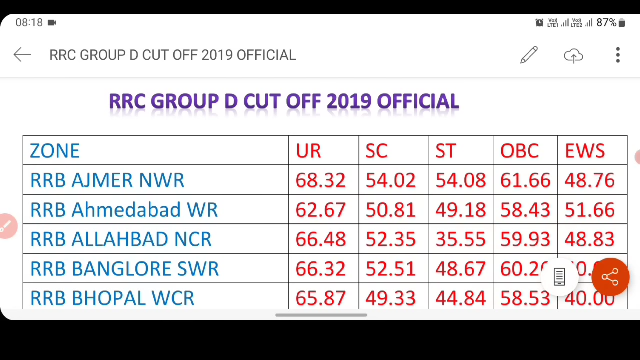 08:18 87%
RRC GROUP D CUT OFF 2019 OFFICIAL
RRC GROUP D CUT OFF 2019 OFFICIAL
ZONE UR SC ST OBC EWS
RRB AJMER NWR 68.32 54.02 54.08 61.66 48.76
RRB Ahmedabad WR 62.67 50.81 49.18 58.43 51.66
RRB ALLAHBAD NCR 66.48 52.35 35.55 59.93 48.83
RRB BANGLORE SWR 66.32 52.51 48.67
RRB BHOPAL WCR 65.87 49.33 44.84 58.53 40.00